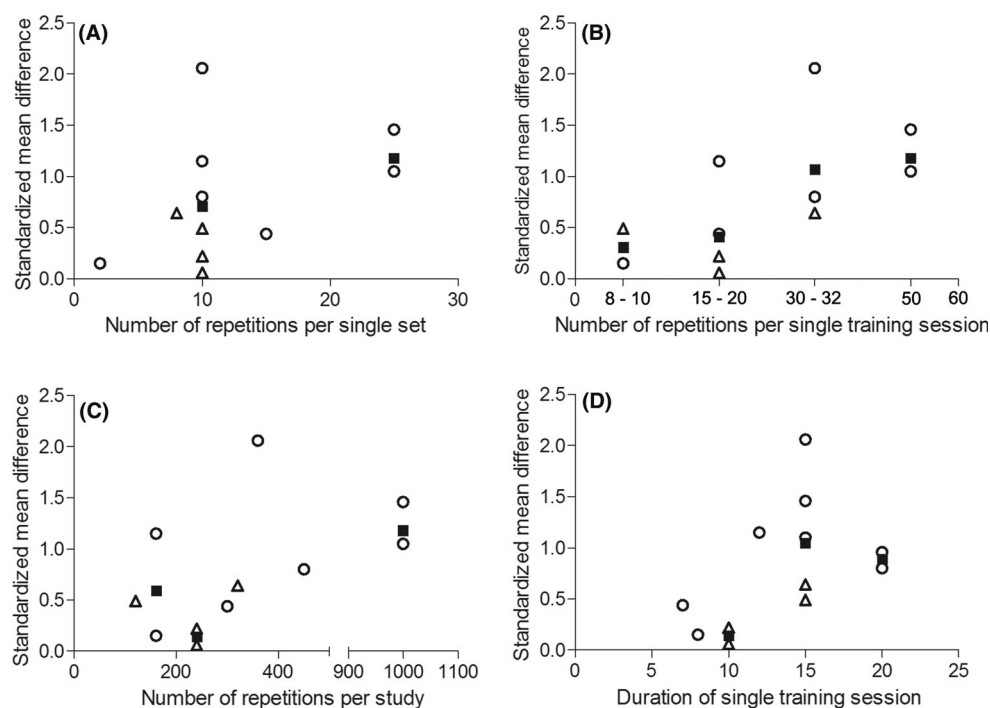 (A)
Standardized mean difference
2.5
2.0
1.5
1.0
0.5
0.0
0 10 20 30
Number of repetitions per single set
(B)
Standardized mean difference
2.5
2.0
1.5
1.0
0.5
0.0
0 8 - 10 15 - 20 30 - 32 50 60
Number of repetitions per single training session
(C)
Standardized mean difference
2.5
2.0
1.5
1.0
0.5
0.0
0 200 400 900 1000 1100
Number of repetitions per study
(D)
Standardized mean difference
2.5
2.0
1.5
1.0
0.5
0.0
0 5 10 15 20 25
Duration of single training session